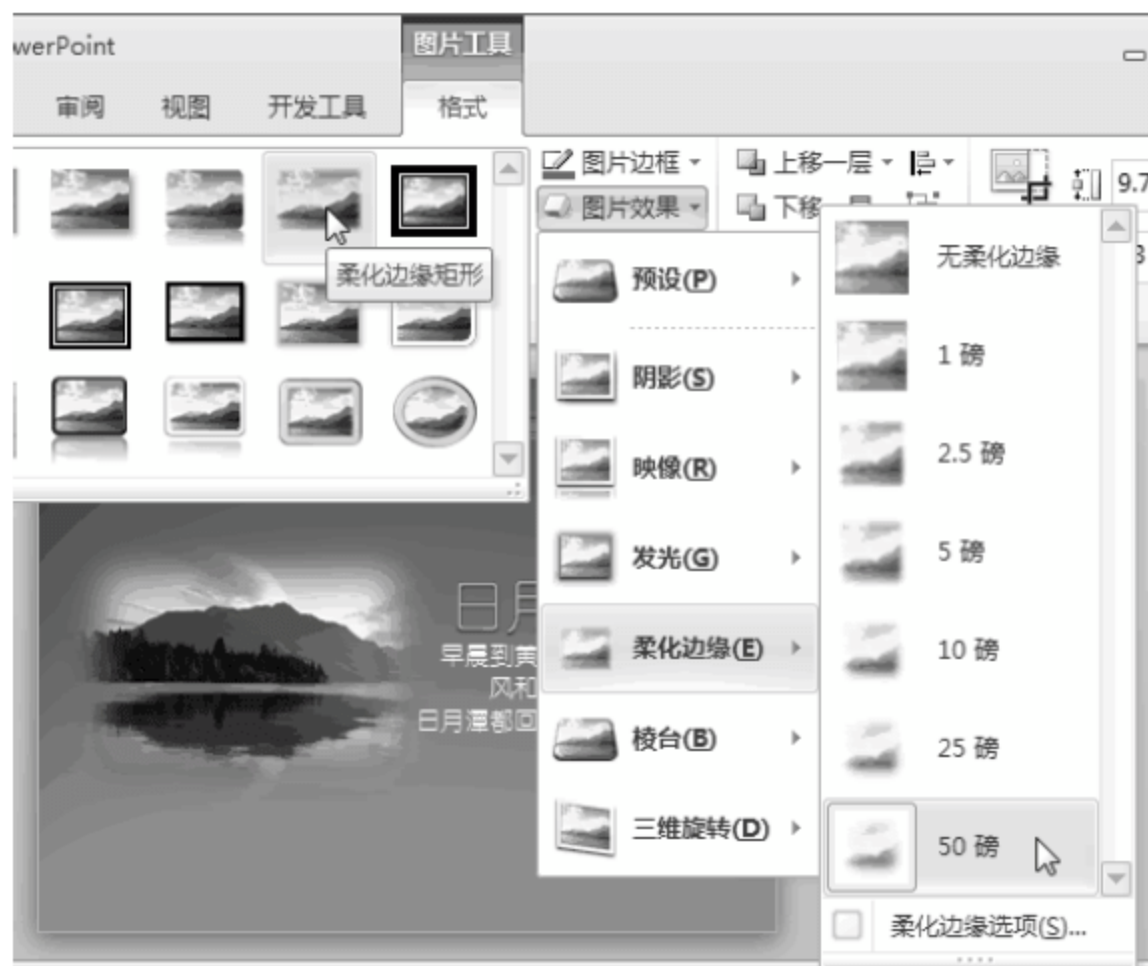 werPoint
图片工具
审阅 视图 开发工具 格式
图片边框 上移一层
图片效果 下移一层
9.7
柔化边缘矩形
预设(P)
阴影(S)
映像(R)
发光(G)
柔化边缘(E)
棱台(B)
三维旋转(D)
无柔化边缘
1 磅
2.5 磅
5 磅
10 磅
25 磅
50 磅
柔化边缘选项(S)...
日月
早晨到黄
风和
日月潭都回